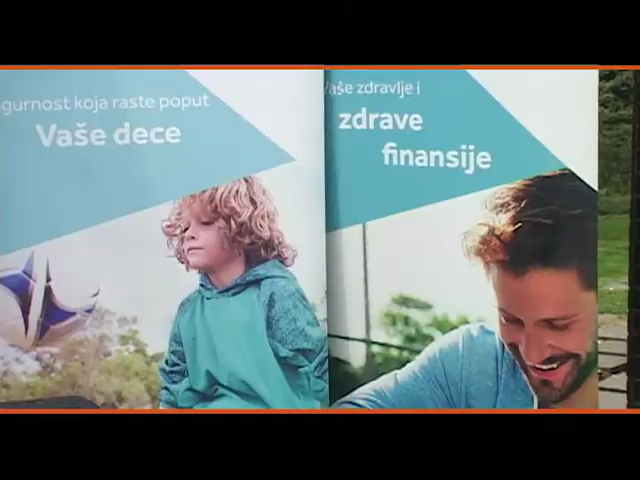 gurnost koja raste poput
Vaše dece
Vaše zdravlje i
zdrave
finansije